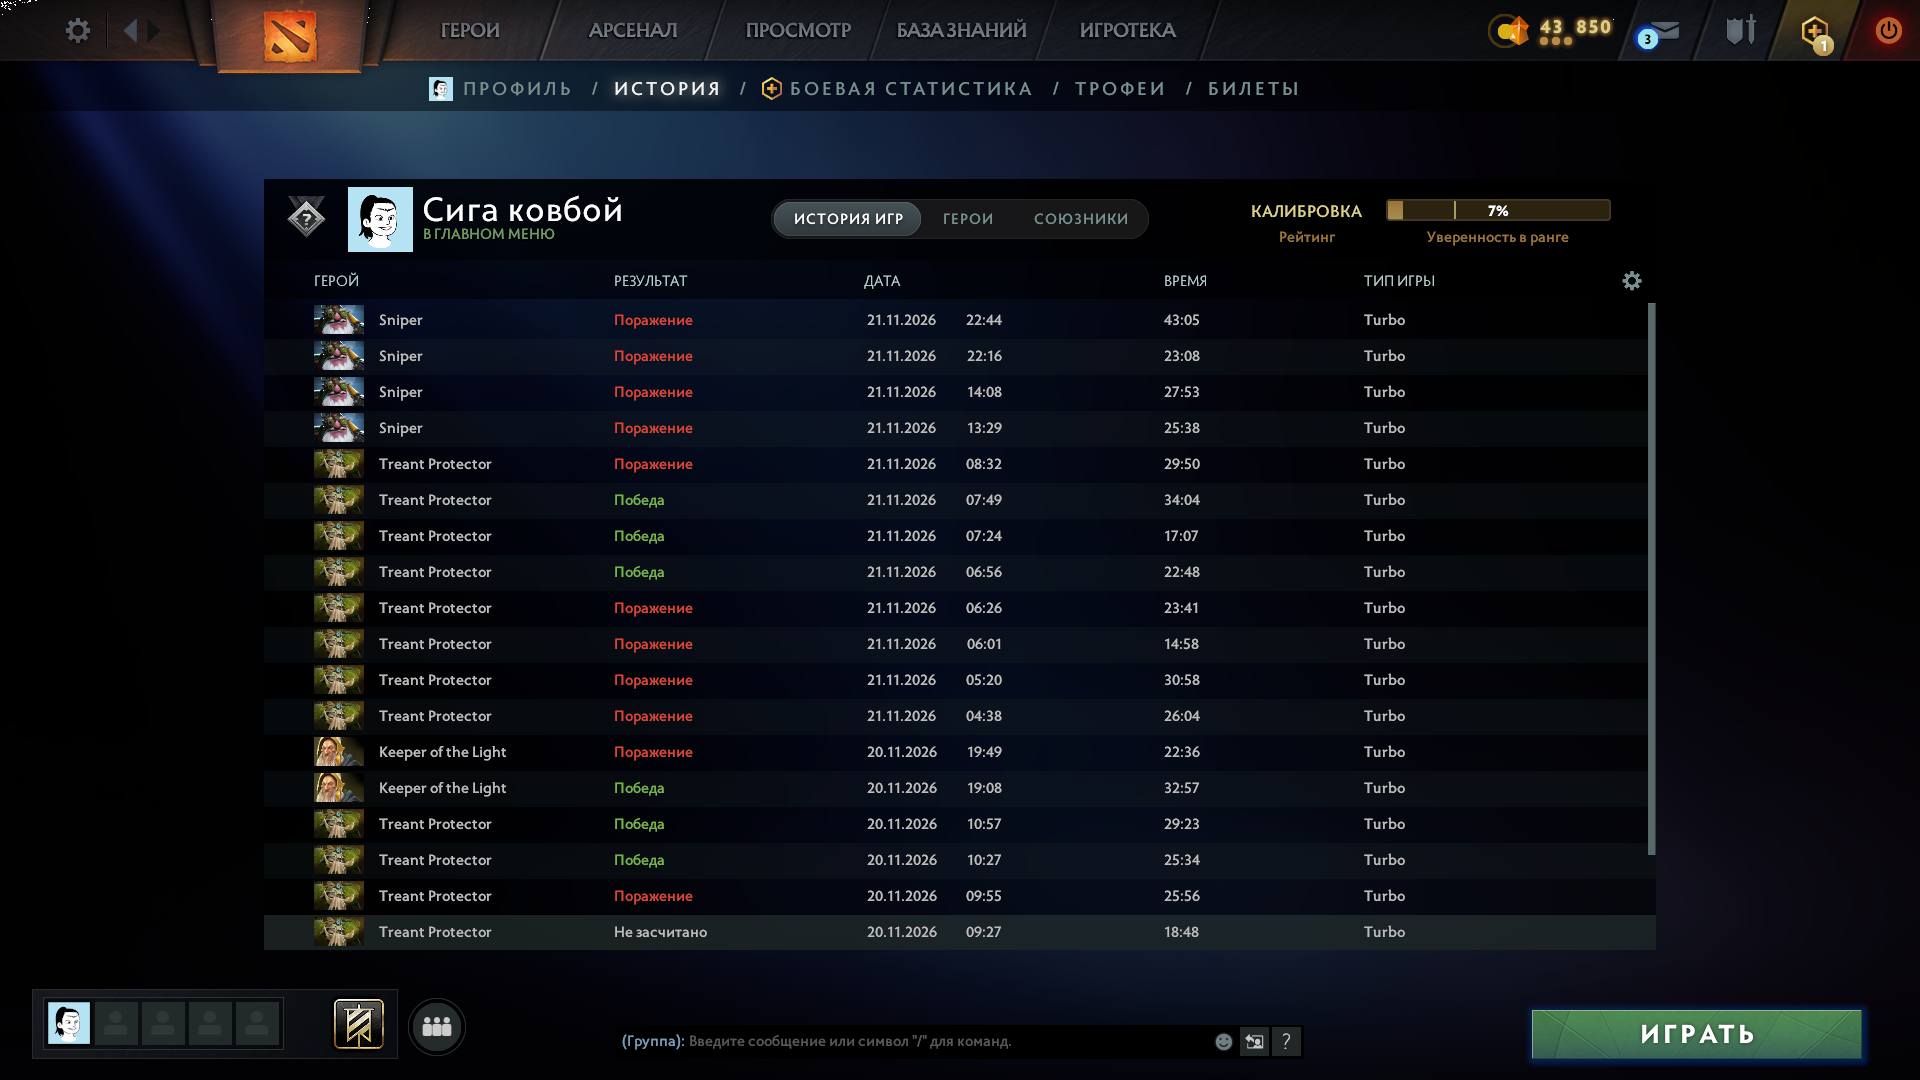 ГЕРОИ АРСЕНАЛ ПРОСМОТР БАЗА ЗНАНИЙ ИГРОТЕКА 43 850 3 1
ПРОФИЛЬ / ИСТОРИЯ / БОЕВАЯ СТАТИСТИКА / ТРОФЕИ / БИЛЕТЫ
? Сига ковбой
В ГЛАВНОМ МЕНЮ
ИСТОРИЯ ИГР ГЕРОИ СОЮЗНИКИ
КАЛИБРОВКА 7%
Рейтинг Уверенность в ранге
ГЕРОЙ РЕЗУЛЬТАТ ДАТА ВРЕМЯ ТИП ИГРЫ
Sniper Поражение 21.11.2026 22:44 43:05 Turbo
Sniper Поражение 21.11.2026 22:16 23:08 Turbo
Sniper Поражение 21.11.2026 14:08 27:53 Turbo
Sniper Поражение 21.11.2026 13:29 25:38 Turbo
Treant Protector Поражение 21.11.2026 08:32 29:50 Turbo
Treant Protector Победа 21.11.2026 07:49 34:04 Turbo
Treant Protector Победа 21.11.2026 07:24 17:07 Turbo
Treant Protector Победа 21.11.2026 06:56 22:48 Turbo
Treant Protector Поражение 21.11.2026 06:26 23:41 Turbo
Treant Protector Поражение 21.11.2026 06:01 14:58 Turbo
Treant Protector Поражение 21.11.2026 05:20 30:58 Turbo
Treant Protector Поражение 21.11.2026 04:38 26:04 Turbo
Keeper of the Light Поражение 20.11.2026 19:49 22:36 Turbo
Keeper of the Light Победа 20.11.2026 19:08 32:57 Turbo
Treant Protector Победа 20.11.2026 10:57 29:23 Turbo
Treant Protector Победа 20.11.2026 10:27 25:34 Turbo
Treant Protector Поражение 20.11.2026 09:55 25:56 Turbo
Treant Protector Не засчитано 20.11.2026 09:27 18:48 Turbo
(Группа): Введите сообщение или символ "/" для команд. ?
ИГРАТЬ